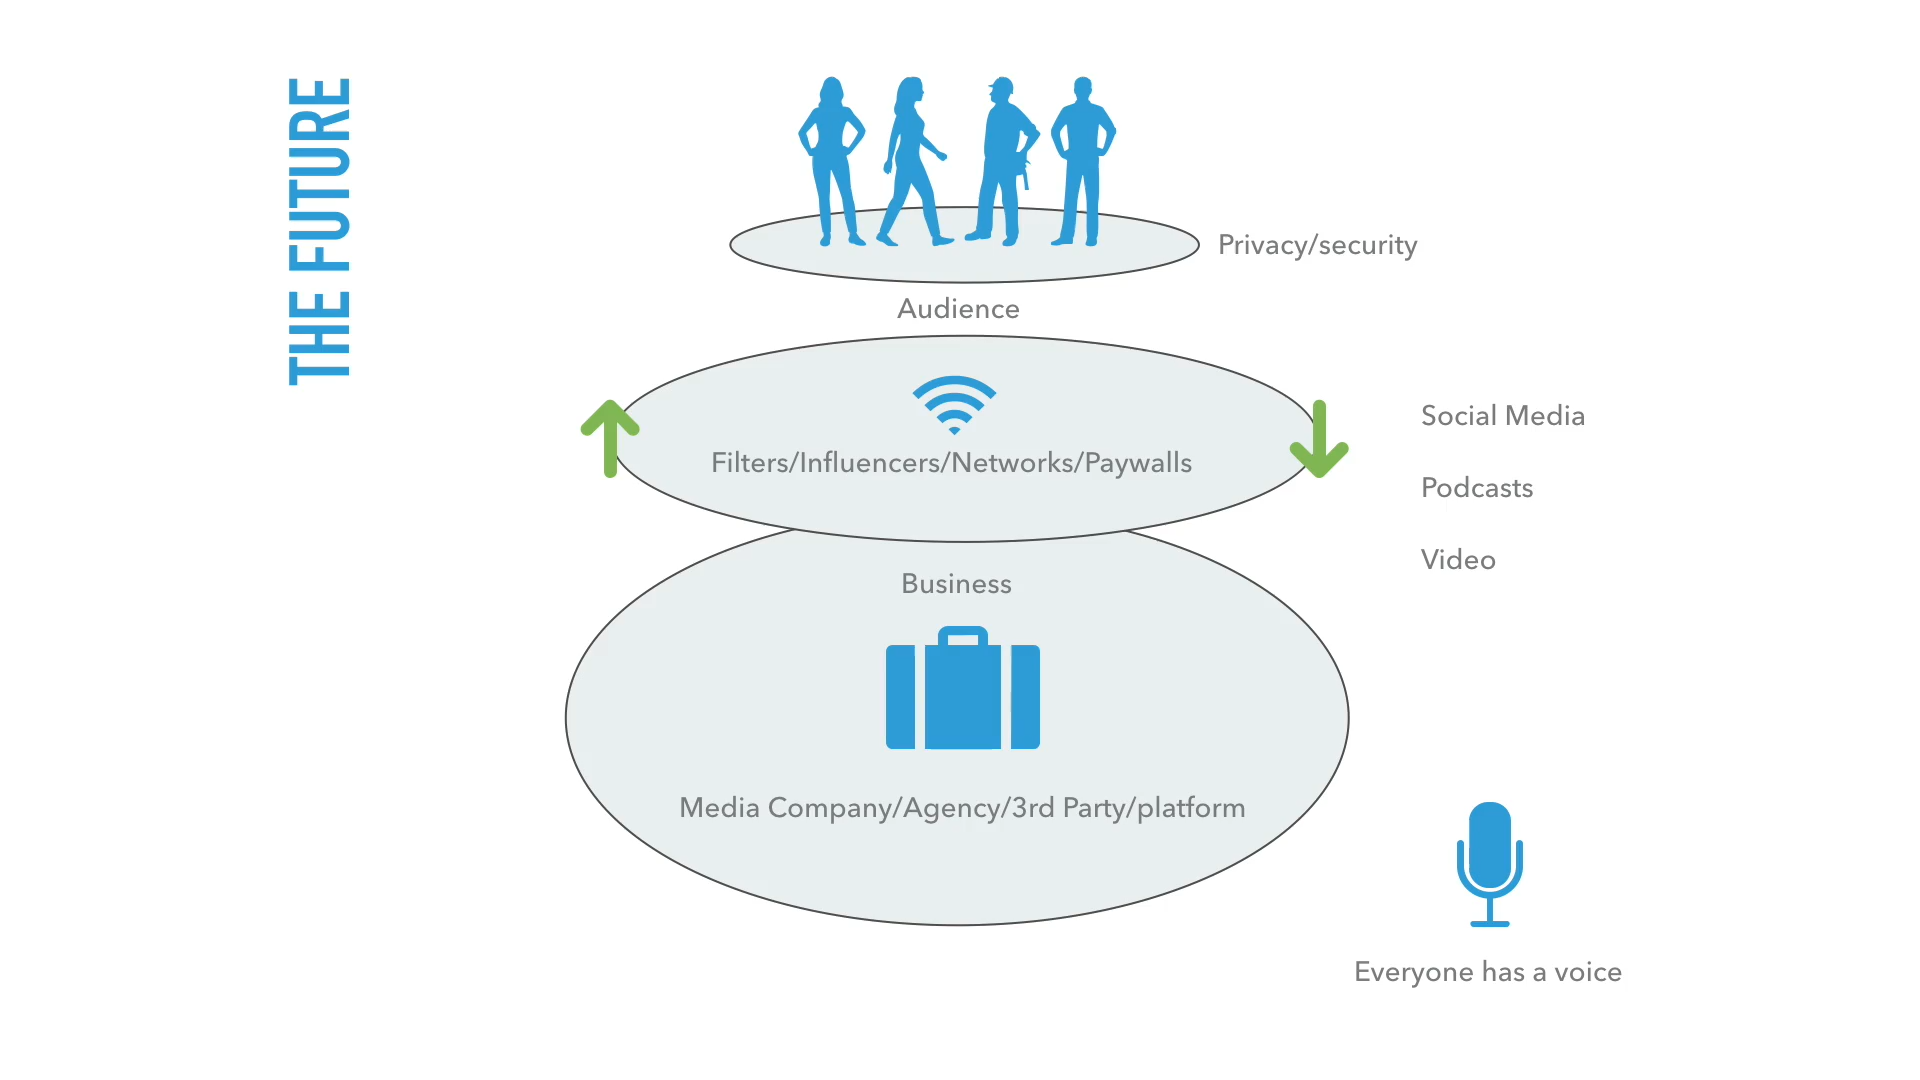 THE FUTURE
Privacy/security
Audience
Filters/Influencers/Networks/Paywalls
Social Media
Podcasts
Video
Business
Media Company/Agency/3rd Party/platform
Everyone has a voice